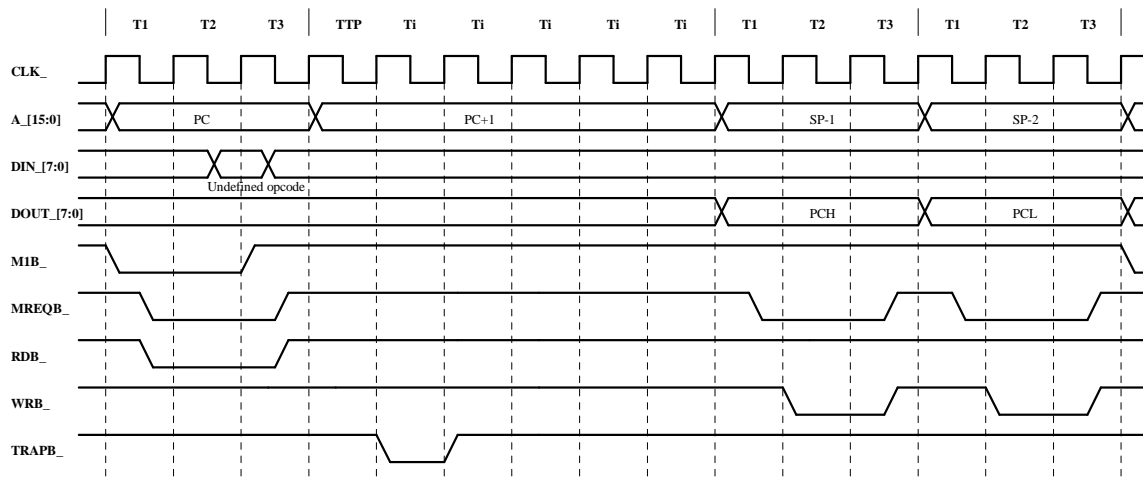 T1 T2 T3 TTP Ti Ti Ti Ti Ti T1 T2 T3 T1 T2 T3
CLK_
A_[15:0] PC PC+1 SP-1 SP-2
DIN_[7:0]
Undefined opcode
DOUT_[7:0] PCH PCL
M1B_
MREQB_
RDB_
WRB_
TRAPB_